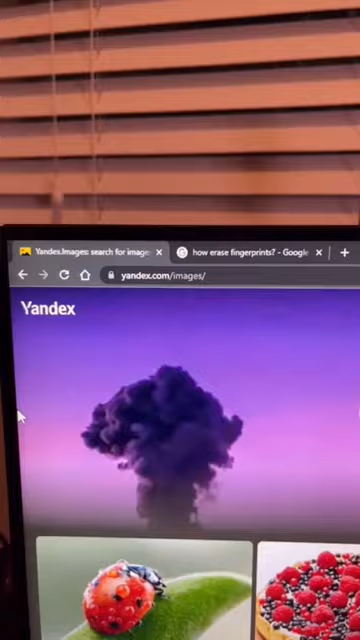 Yandex.Images: search for image
how erase fingerprints? - Google
yandex.com/images/
Yandex